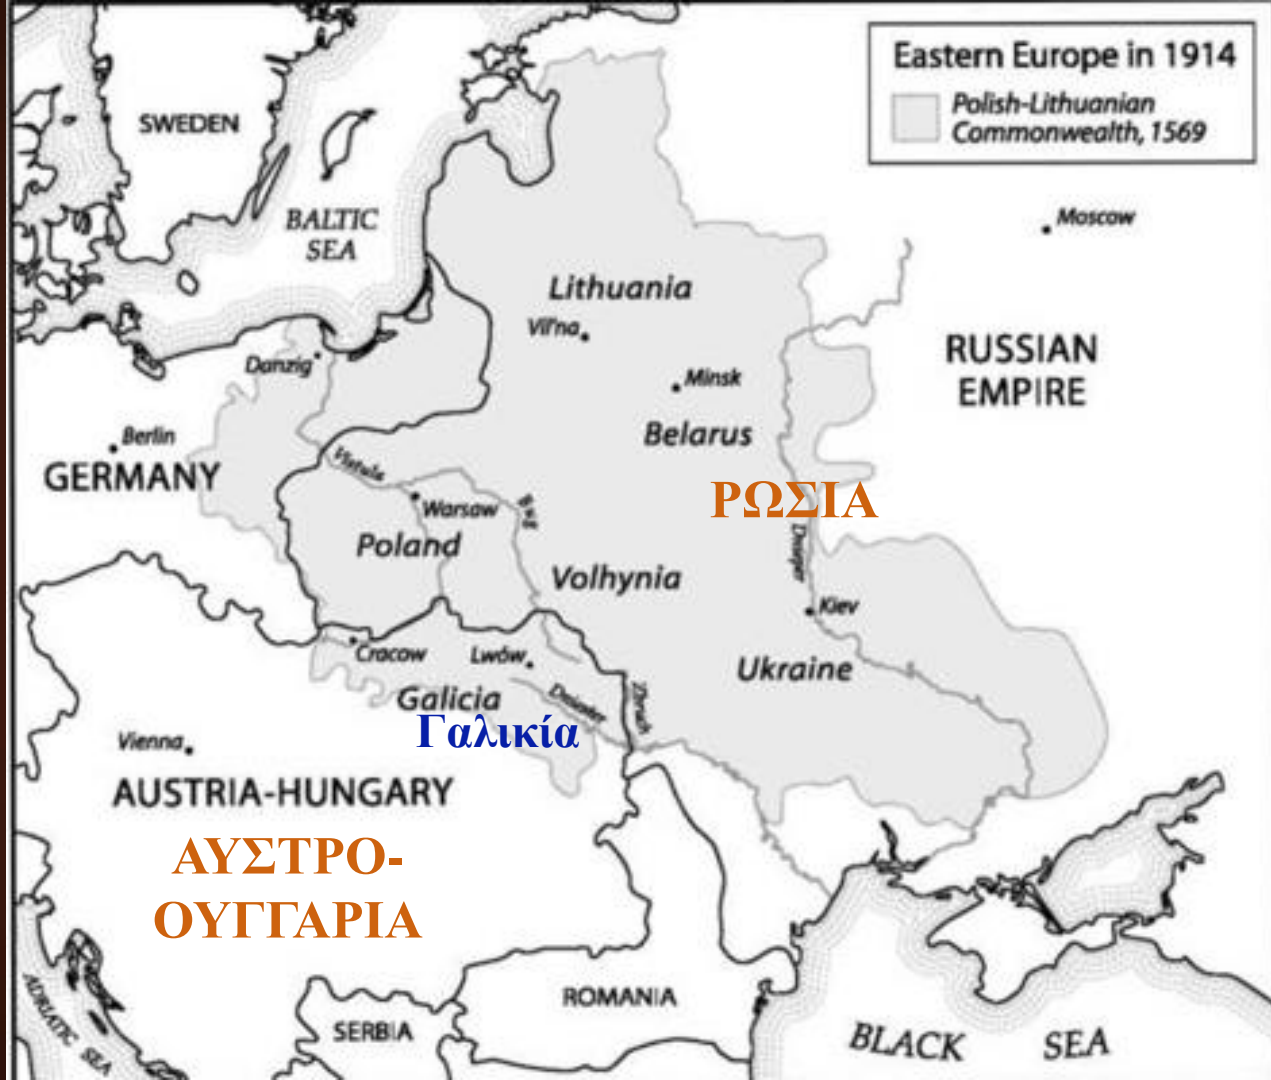 Eastern Europe in 1914
Polish-Lithuanian
Commonwealth, 1569
SWEDEN
BALTIC
SEA
Moscow
Lithuania
Vil'na
RUSSIAN
EMPIRE
Danzig
Minsk
Berlin
Belarus
GERMANY
Vistula
ΡΩΣΙΑ
Warsaw
Bug
Poland
Dnieper
Volhynia
Kiev
Cracow
Lwów
Ukraine
Galicia
Dniester
Zbruch
Γαλικία
Vienna
AUSTRIA-HUNGARY
ΑΥΣΤΡΟ-
ΟΥΓΓΑΡΙΑ
ROMANIA
ADRIATIC SEA
SERBIA
BLACK SEA